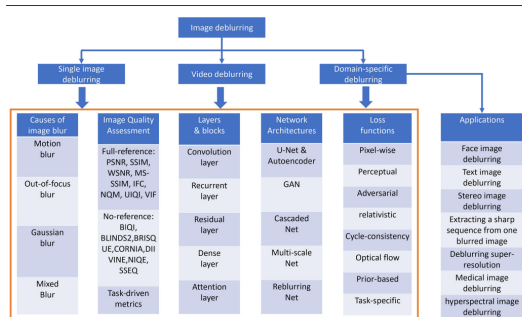 Image deblurring
Single image
deblurring
Video deblurring
Domain-specific
deblurring
Causes of
image blur
Motion
blur
Out-of-focus
blur
Gaussian
blur
Mixed
Blur
Image Quality
Assessment
Full-reference:
PSNR, SSIM,
WSNR, MS-
SSIM, IFC,
NQM, UIQI, VIF
No-reference:
BIQI,
BLINDS2,BRISQ
UE,CORNIA,DII
VINE,NIQE,
SSEQ
Task-driven
metrics
Layers
& blocks
Convolution
layer
Recurrent
layer
Residual
layer
Dense
layer
Attention
layer
Network
Architectures
U-Net &
Autoencoder
GAN
Cascaded
Net
Multi-scale
Net
Reblurring
Net
Loss
functions
Pixel-wise
Perceptual
Adversarial
relativistic
Cycle-consistency
Optical flow
Prior-based
Task-specific
Applications
Face image
deblurring
Text image
deblurring
Stereo image
deblurring
Extracting a sharp
sequence from one
blurred image
Deblurring super-
resolution
Medical image
deblurring
hyperspectral image
deblurring